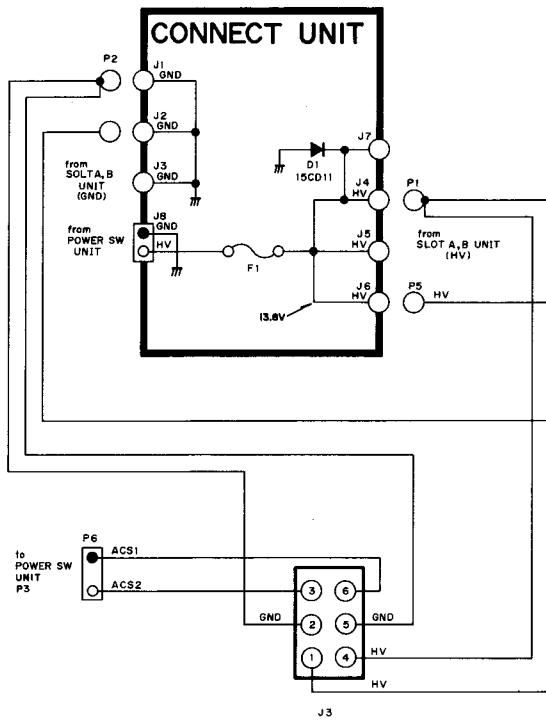 CONNECT UNIT
P2
J1
GND
J2
GND
from
SOLTA, B
UNIT
(GND)
J3
GND
J7
D1
15CD11
J4
HV
P1
from
SLOT A, B UNIT
(HV)
from
POWER SW
UNIT
J8
GND
HV
F1
J5
HV
J6
HV
13.8V
P5
HV
P6
to
POWER SW
UNIT
P3
ACS1
ACS2
3
6
GND
2
5
GND
1
4
HV
HV
J3